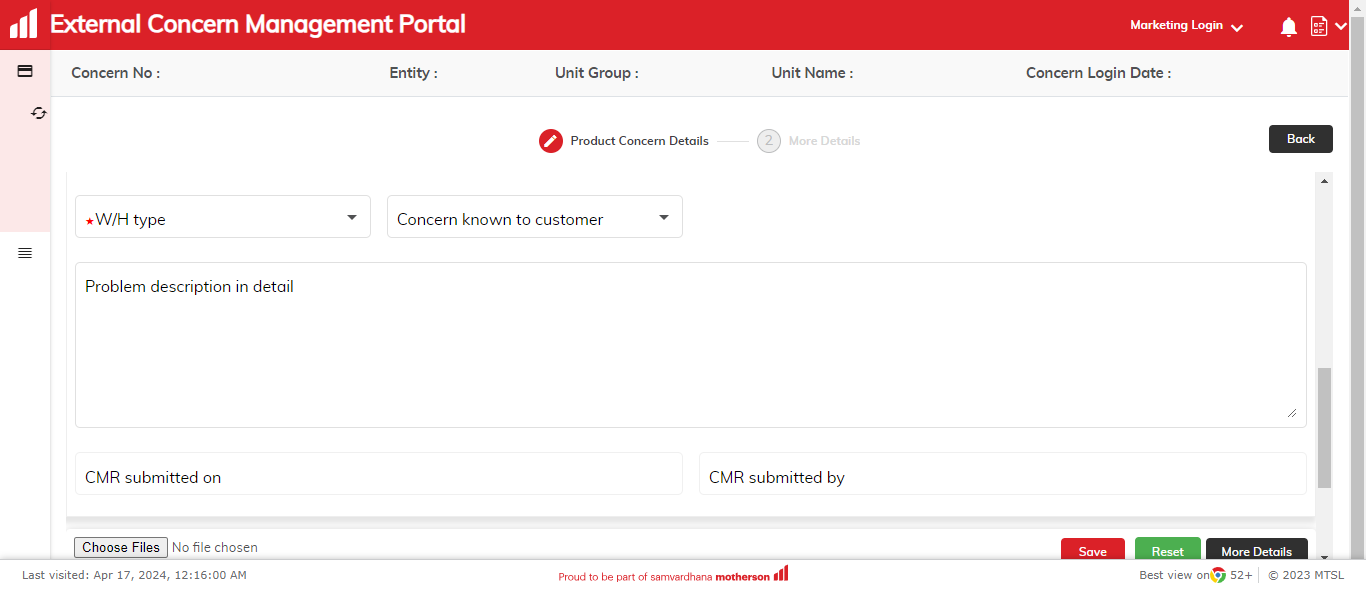 External Concern Management Portal
Marketing Login
Concern No :
Entity :
Unit Group :
Unit Name :
Concern Login Date :
Product Concern Details
2
More Details
Back
★W/H type
Concern known to customer
Problem description in detail
CMR submitted on
CMR submitted by
Choose Files No file chosen
Save
Reset
More Details
Last visited: Apr 17, 2024, 12:16:00 AM
Proud to be part of samvardhana motherson
Best view on 52+
© 2023 MTSL